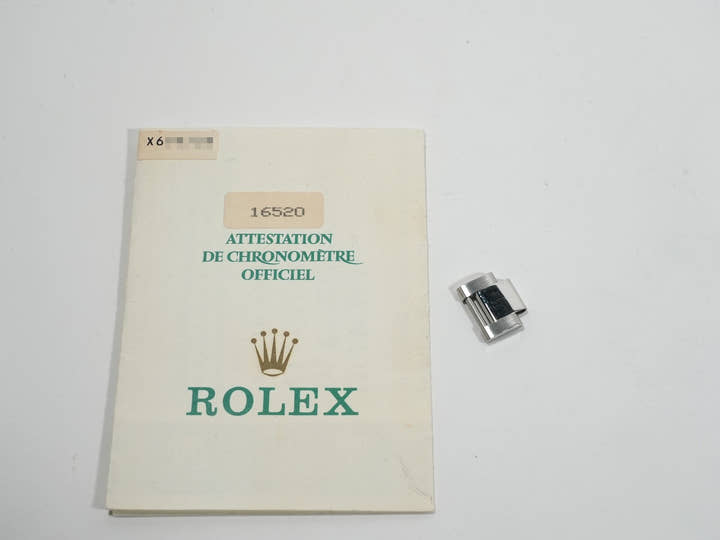 X6
16520
ATTESTATION
DE CHRONOMÈTRE
OFFICIEL
ROLEX